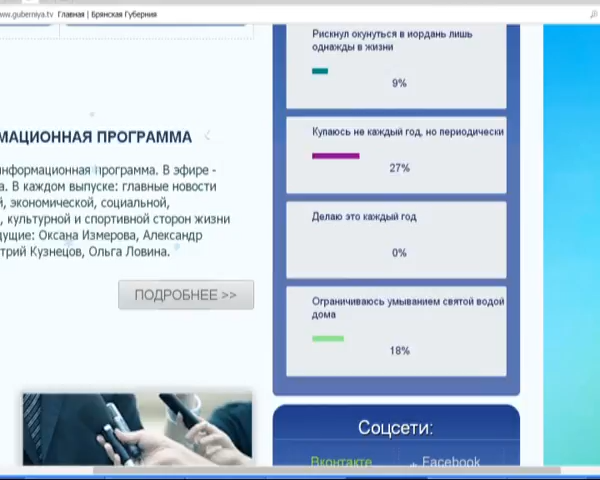 www.guberniya.tv Главная | Брянская Губерния
Рискнул окунуться в иордань лишь
однажды в жизни
9%
Купаюсь не каждый год, но периодически
27%
Делаю это каждый год
0%
Ограничиваюсь умыванием святой водой
дома
18%
МАЦИОННАЯ ПРОГРАММА
нформационная программа. В эфире -
а. В каждом выпуске: главные новости
й, экономической, социальной,
, культурной и спортивной сторон жизни
дущие: Оксана Измерова, Александр
трий Кузнецов, Ольга Ловина.
ПОДРОБНЕЕ >>
Соцсети:
Вконтакте
Facebook